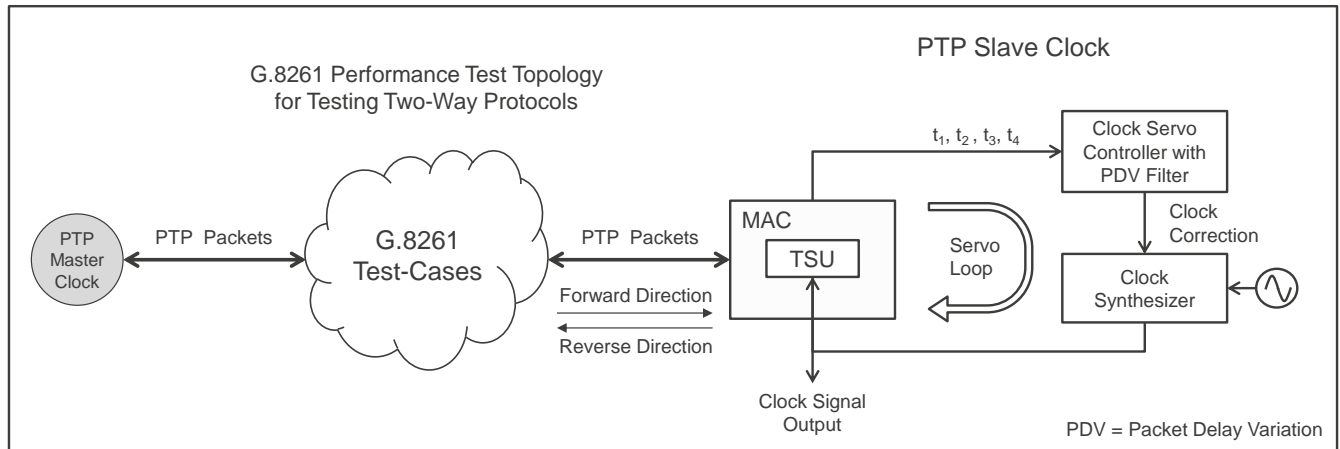 PTP Slave Clock
G.8261 Performance Test Topology
for Testing Two-Way Protocols
PTP
Master
Clock
PTP Packets
G.8261
Test-Cases
PTP Packets
Forward Direction
Reverse Direction
MAC
TSU
t₁, t₂ , t₃, t₄
Servo
Loop
Clock Servo
Controller with
PDV Filter
Clock
Correction
Clock
Synthesizer
Clock Signal
Output
PDV = Packet Delay Variation